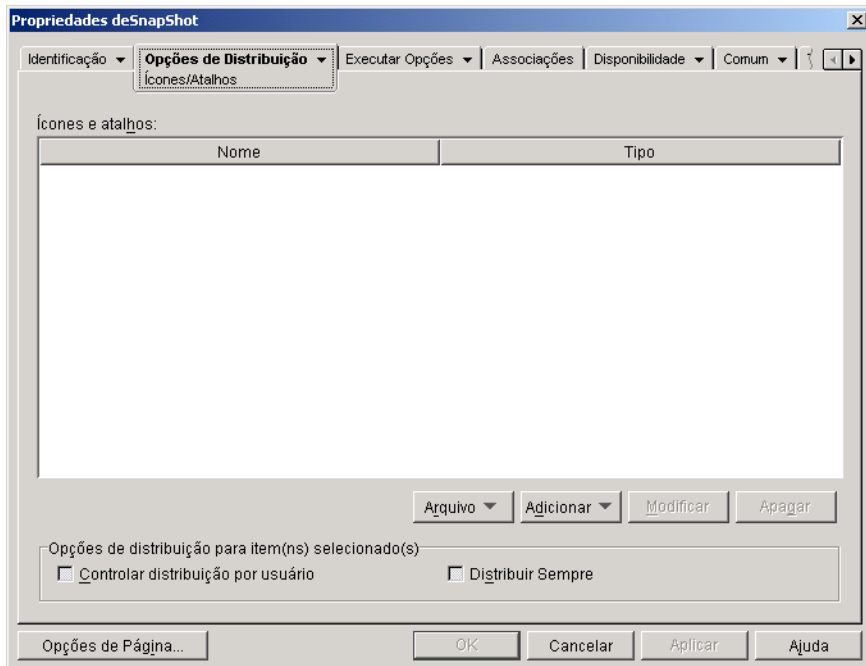 Propriedades deSnapShot
Identificação Opções de Distribuição Executar Opções Associações Disponibilidade Comum
Ícones/Atalhos
Ícones e atalhos:
Nome Tipo
Arquivo Adicionar Modificar Apagar
Opções de distribuição para item(ns) selecionado(s)
Controlar distribuição por usuário Distribuir Sempre
Opções de Página... OK Cancelar Aplicar Ajuda